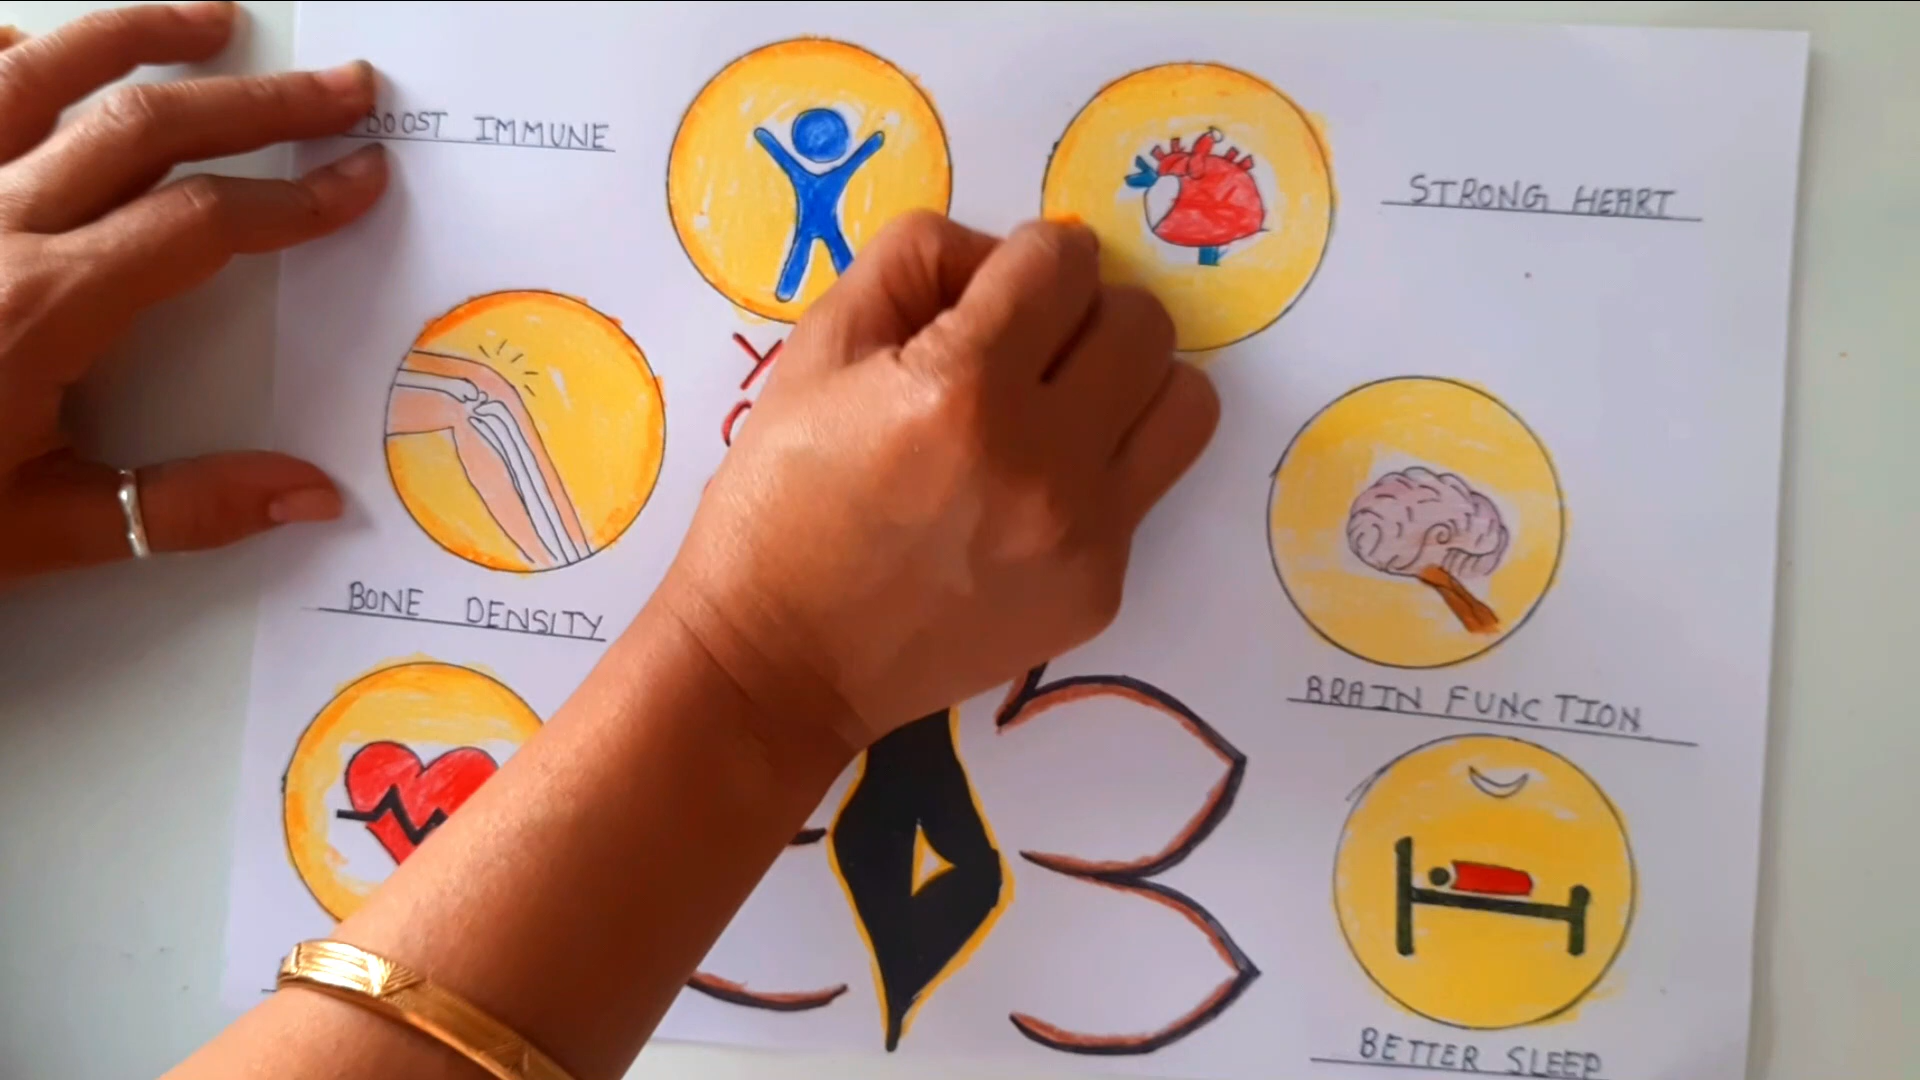 BOOST IMMUNE
STRONG HEART
BONE DENSITY
BRAIN FUNCTION
BETTER SLEEP